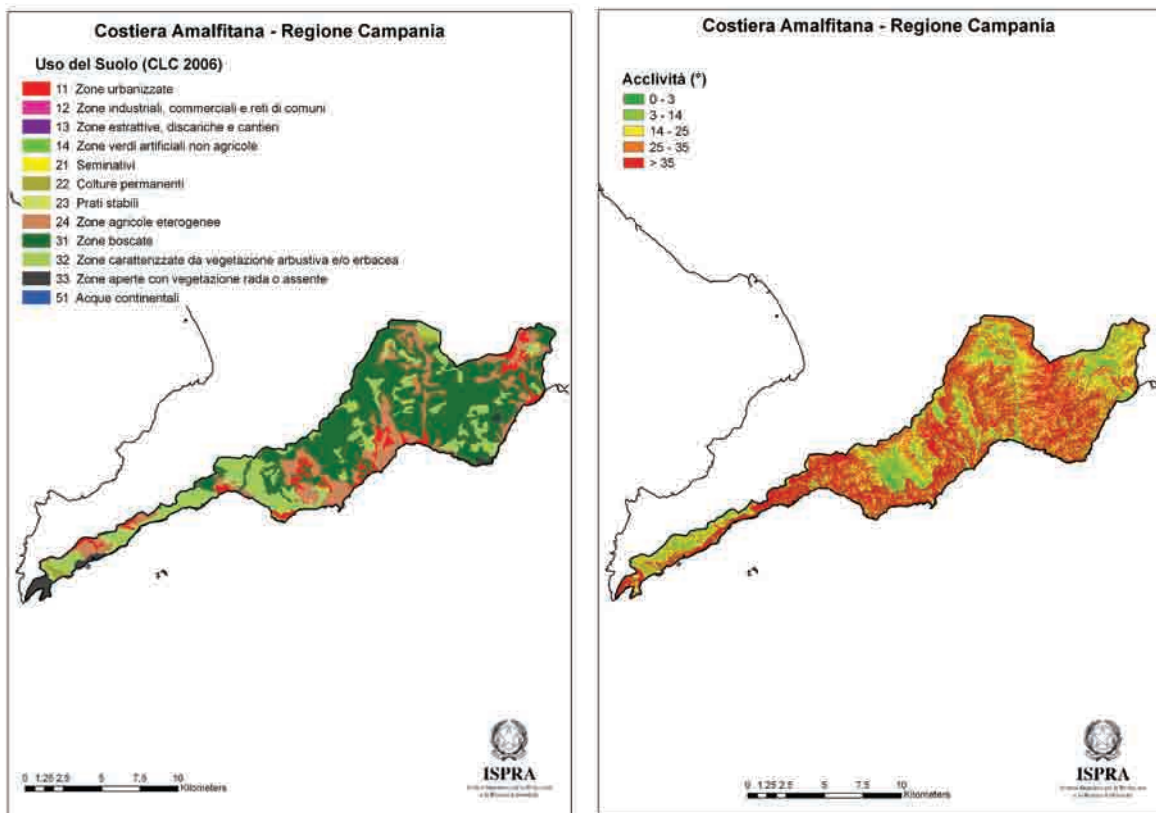 Costiera Amalfitana - Regione Campania
Uso del Suolo (CLC 2006)
11 Zone urbanizzate
12 Zone industriali, commerciali e reti di comuni
13 Zone estrattive, discariche e cantieri
14 Zone verdi artificiali non agricole
21 Seminativi
22 Colture permanenti
23 Prati stabili
24 Zone agricole eterogenee
31 Zone boscate
32 Zone caratterizzate da vegetazione arbustiva e/o erbacea
33 Zone aperte con vegetazione rada o assente
51 Acque continentali
0 1.25 2.5 5 7.5 10
Kilometers
ISPRA
Costiera Amalfitana - Regione Campania
Acclività (°)
0 - 3
3 - 14
14 - 25
25 - 35
> 35
0 1.25 2.5 5 7.5 10
Kilometers
ISPRA